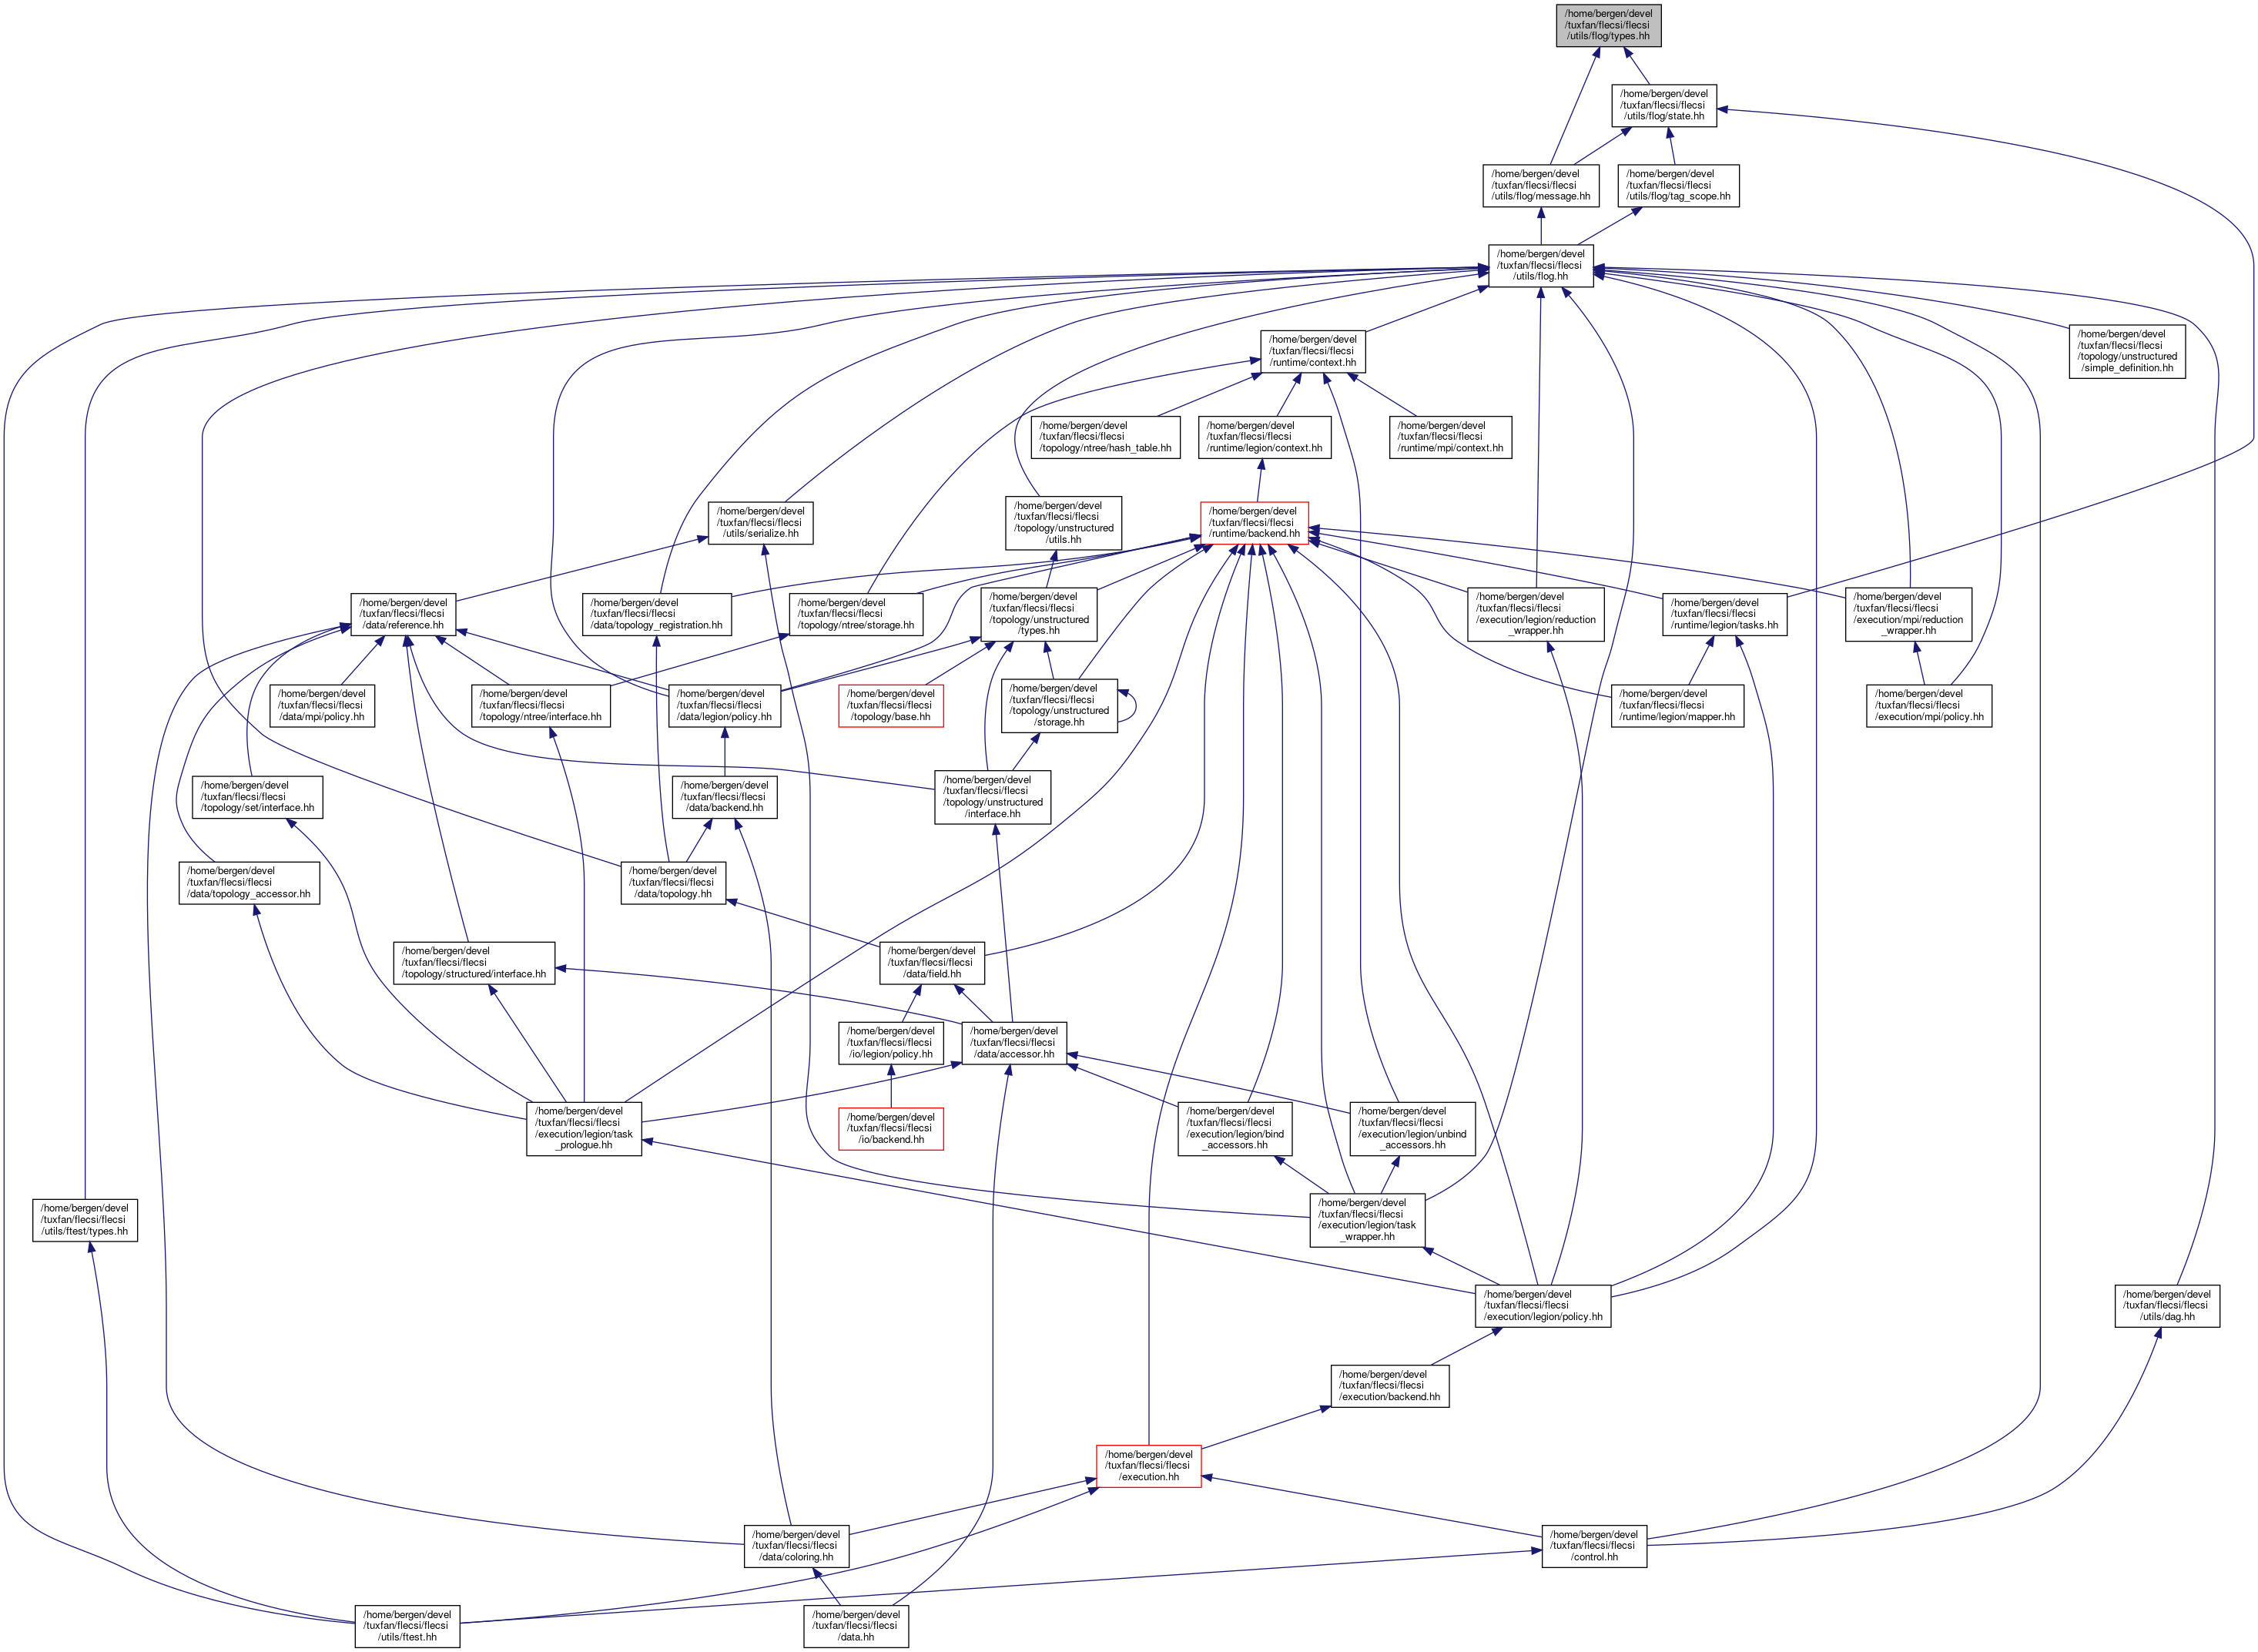 /home/bergen/devel
/tuxfan/flecsi/flecsi
/utils/flog/types.hh
/home/bergen/devel
/tuxfan/flecsi/flecsi
/utils/flog/state.hh
/home/bergen/devel
/tuxfan/flecsi/flecsi
/utils/flog/message.hh
/home/bergen/devel
/tuxfan/flecsi/flecsi
/utils/flog/tag_scope.hh
/home/bergen/devel
/tuxfan/flecsi/flecsi
/utils/flog.hh
/home/bergen/devel
/tuxfan/flecsi/flecsi
/runtime/context.hh
/home/bergen/devel
/tuxfan/flecsi/flecsi
/topology/unstructured
/simple_definition.hh
/home/bergen/devel
/tuxfan/flecsi/flecsi
/topology/ntree/hash_table.hh
/home/bergen/devel
/tuxfan/flecsi/flecsi
/runtime/legion/context.hh
/home/bergen/devel
/tuxfan/flecsi/flecsi
/runtime/mpi/context.hh
/home/bergen/devel
/tuxfan/flecsi/flecsi
/utils/serialize.hh
/home/bergen/devel
/tuxfan/flecsi/flecsi
/topology/unstructured
/utils.hh
/home/bergen/devel
/tuxfan/flecsi/flecsi
/runtime/backend.hh
/home/bergen/devel
/tuxfan/flecsi/flecsi
/data/reference.hh
/home/bergen/devel
/tuxfan/flecsi/flecsi
/data/topology_registration.hh
/home/bergen/devel
/tuxfan/flecsi/flecsi
/topology/ntree/storage.hh
/home/bergen/devel
/tuxfan/flecsi/flecsi
/topology/unstructured
/types.hh
/home/bergen/devel
/tuxfan/flecsi/flecsi
/execution/legion/reduction
_wrapper.hh
/home/bergen/devel
/tuxfan/flecsi/flecsi
/runtime/legion/tasks.hh
/home/bergen/devel
/tuxfan/flecsi/flecsi
/execution/mpi/reduction
_wrapper.hh
/home/bergen/devel
/tuxfan/flecsi/flecsi
/data/mpi/policy.hh
/home/bergen/devel
/tuxfan/flecsi/flecsi
/topology/ntree/interface.hh
/home/bergen/devel
/tuxfan/flecsi/flecsi
/data/legion/policy.hh
/home/bergen/devel
/tuxfan/flecsi/flecsi
/topology/base.hh
/home/bergen/devel
/tuxfan/flecsi/flecsi
/topology/unstructured
/storage.hh
/home/bergen/devel
/tuxfan/flecsi/flecsi
/runtime/legion/mapper.hh
/home/bergen/devel
/tuxfan/flecsi/flecsi
/execution/mpi/policy.hh
/home/bergen/devel
/tuxfan/flecsi/flecsi
/topology/set/interface.hh
/home/bergen/devel
/tuxfan/flecsi/flecsi
/data/backend.hh
/home/bergen/devel
/tuxfan/flecsi/flecsi
/topology/unstructured
/interface.hh
/home/bergen/devel
/tuxfan/flecsi/flecsi
/data/topology_accessor.hh
/home/bergen/devel
/tuxfan/flecsi/flecsi
/data/topology.hh
/home/bergen/devel
/tuxfan/flecsi/flecsi
/topology/structured/interface.hh
/home/bergen/devel
/tuxfan/flecsi/flecsi
/data/field.hh
/home/bergen/devel
/tuxfan/flecsi/flecsi
/io/legion/policy.hh
/home/bergen/devel
/tuxfan/flecsi/flecsi
/data/accessor.hh
/home/bergen/devel
/tuxfan/flecsi/flecsi
/execution/legion/task
_prologue.hh
/home/bergen/devel
/tuxfan/flecsi/flecsi
/io/backend.hh
/home/bergen/devel
/tuxfan/flecsi/flecsi
/execution/legion/bind
_accessors.hh
/home/bergen/devel
/tuxfan/flecsi/flecsi
/execution/legion/unbind
_accessors.hh
/home/bergen/devel
/tuxfan/flecsi/flecsi
/utils/ftest/types.hh
/home/bergen/devel
/tuxfan/flecsi/flecsi
/execution/legion/task
_wrapper.hh
/home/bergen/devel
/tuxfan/flecsi/flecsi
/execution/legion/policy.hh
/home/bergen/devel
/tuxfan/flecsi/flecsi
/utils/dag.hh
/home/bergen/devel
/tuxfan/flecsi/flecsi
/execution/backend.hh
/home/bergen/devel
/tuxfan/flecsi/flecsi
/execution.hh
/home/bergen/devel
/tuxfan/flecsi/flecsi
/data/coloring.hh
/home/bergen/devel
/tuxfan/flecsi/flecsi
/control.hh
/home/bergen/devel
/tuxfan/flecsi/flecsi
/utils/ftest.hh
/home/bergen/devel
/tuxfan/flecsi/flecsi
/data.hh